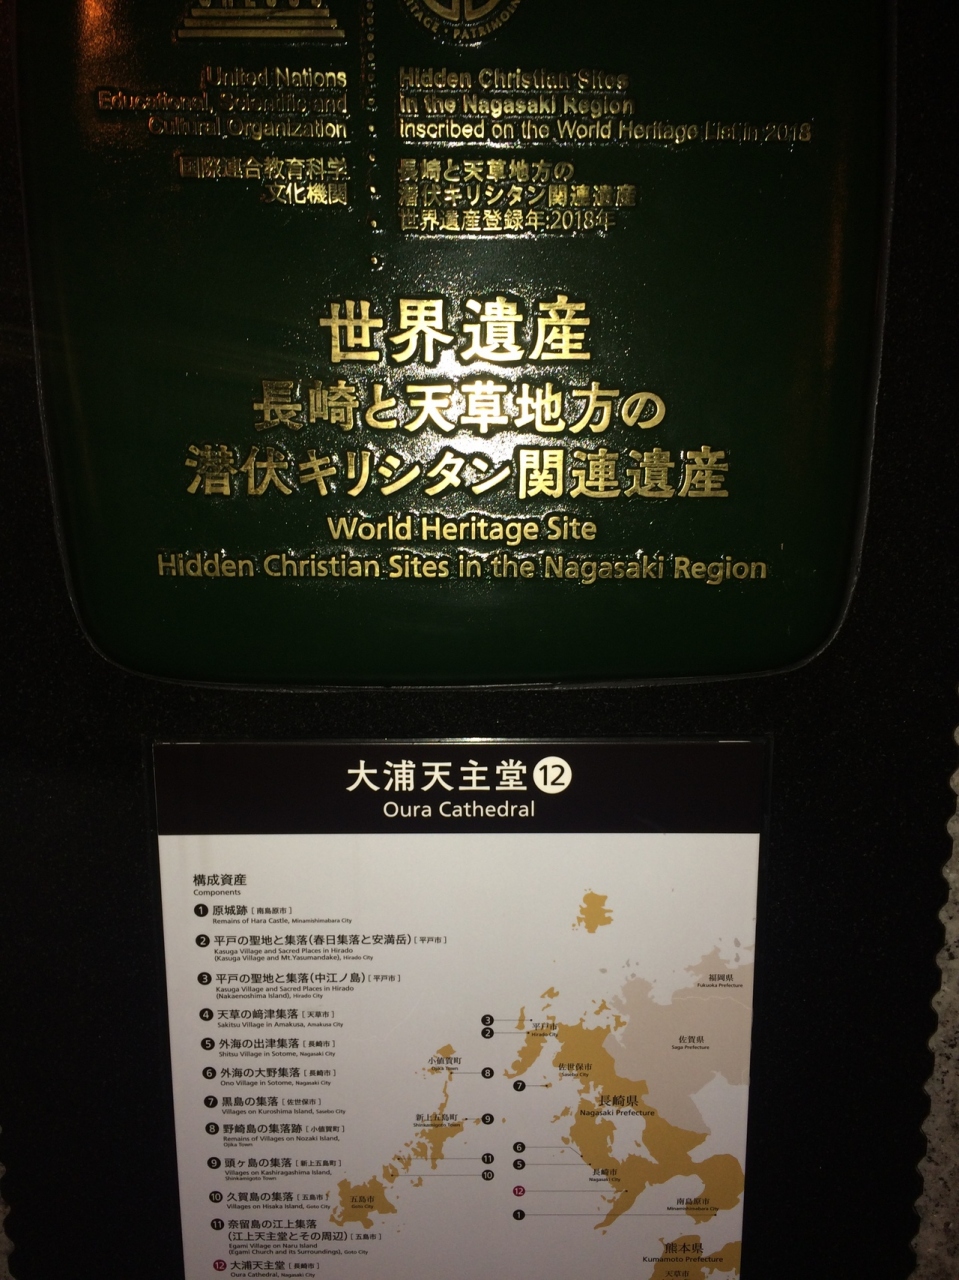 United Nations
Educational, Scientific and
Cultural Organization
国際連合教育科学
文化機関
Hidden Christian Sites
in the Nagasaki Region
inscribed on the World Heritage List in 2018
長崎と天草地方の
潜伏キリシタン関連遺産
世界遺産登録年:2018年
世界遺産
長崎と天草地方の
潜伏キリシタン関連遺産
World Heritage Site
Hidden Christian Sites in the Nagasaki Region
大浦天主堂 12
Oura Cathedral
構成資産
Components
1 原城跡 [ 南島原市 ]
Remains of Hara Castle, Minamishimabara City
2 平戸の聖地と集落(春日集落と安満岳) [ 平戸市 ]
Kasuga Village and Sacred Places in Hirado
(Kasuga Village and Mt.Yasumandake), Hirado City
3 平戸の聖地と集落(中江ノ島) [ 平戸市 ]
Kasuga Village and Sacred Places in Hirado
(Nakaenoshima Island), Hirado City
4 天草の﨑津集落 [ 天草市 ]
Sakitsu Village in Amakusa, Amakusa City
5 外海の出津集落 [ 長崎市 ]
Shitsu Village in Sotome, Nagasaki City
6 外海の大野集落 [ 長崎市 ]
Ono Village in Sotome, Nagasaki City
7 黒島の集落 [ 佐世保市 ]
Villages on Kuroshima Island, Sasebo City
8 野崎島の集落跡 [ 小値賀町 ]
Remains of Villages on Nozaki Island,
Ojika Town
9 頭ヶ島の集落 [ 新上五島町 ]
Villages on Kashiragashima Island,
Shinkamigoto Town
10 久賀島の集落 [ 五島市 ]
Villages on Hisaka Island, Goto City
11 奈留島の江上集落
(江上天主堂とその周辺) [ 五島市 ]
Egami Village on Naru Island
(Egami Church and its Surroundings), Goto City
12 大浦天主堂 [ 長崎市 ]
Oura Cathedral, Nagasaki City
福岡県
Fukuoka Prefecture
3
2
平戸市
Hirado City
佐賀県
Saga Prefecture
小値賀町
Ojika Town
8
佐世保市
Sasebo City
7
長崎県
Nagasaki Prefecture
新上五島町
Shinkamigoto Town
9
6
11
5
10
長崎市
Nagasaki City
12
五島市
Goto City
南島原市
Minamishimabara City
1
熊本県
Kumamoto Prefecture
天草市